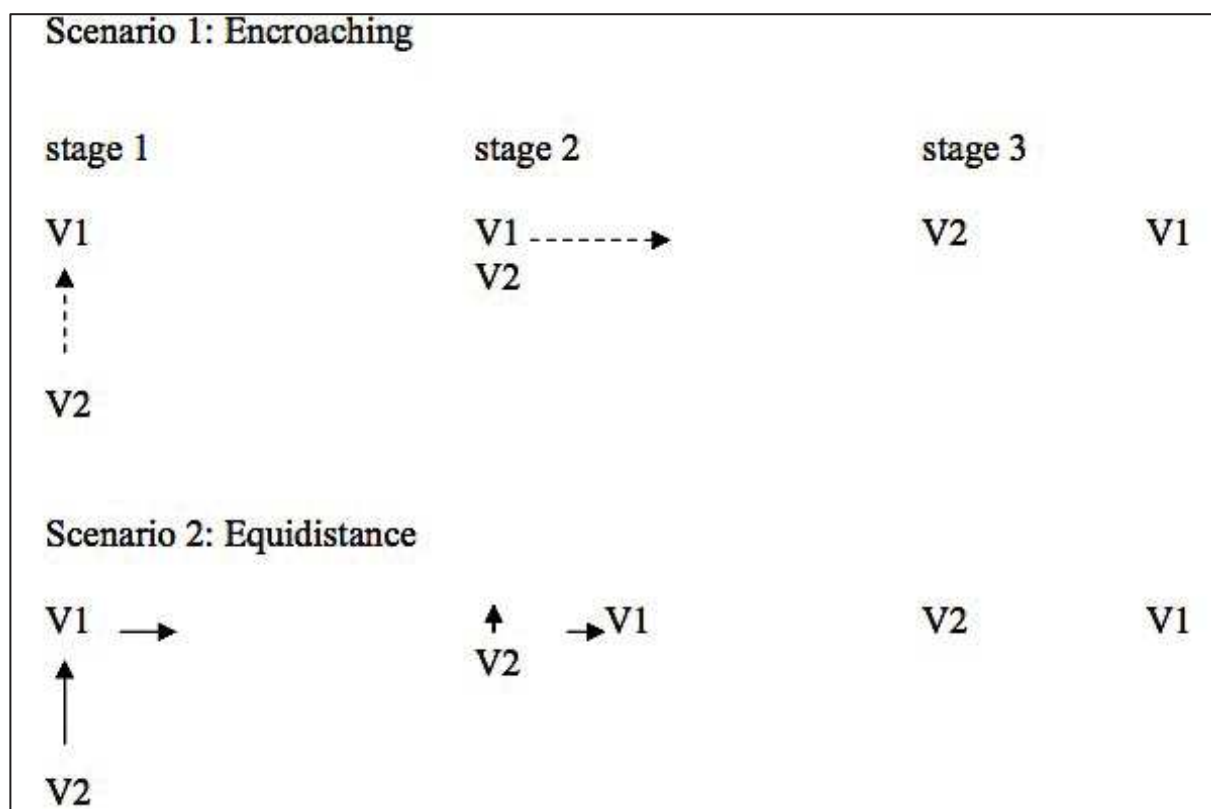 Scenario 1: Encroaching
stage 1 stage 2 stage 3
V1 V1 V2 V1
V2
V2
Scenario 2: Equidistance
V1 V1 V2 V1
V2
V2